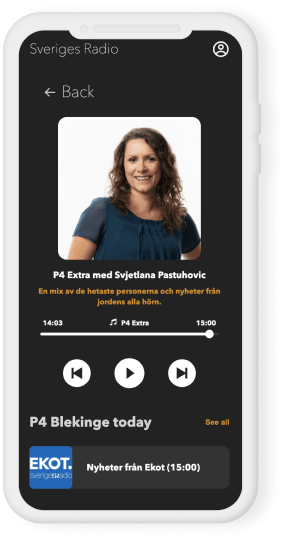 Sveriges Radio
← Back
P4 Extra med Svjetlana Pastuhovic
En mix av de hetaste personerna och nyheter från
jordens alla hörn.
14:03 P4 Extra 15:00
P4 Blekinge today See all
EKOT.
sverigesRadio
Nyheter från Ekot (15:00)